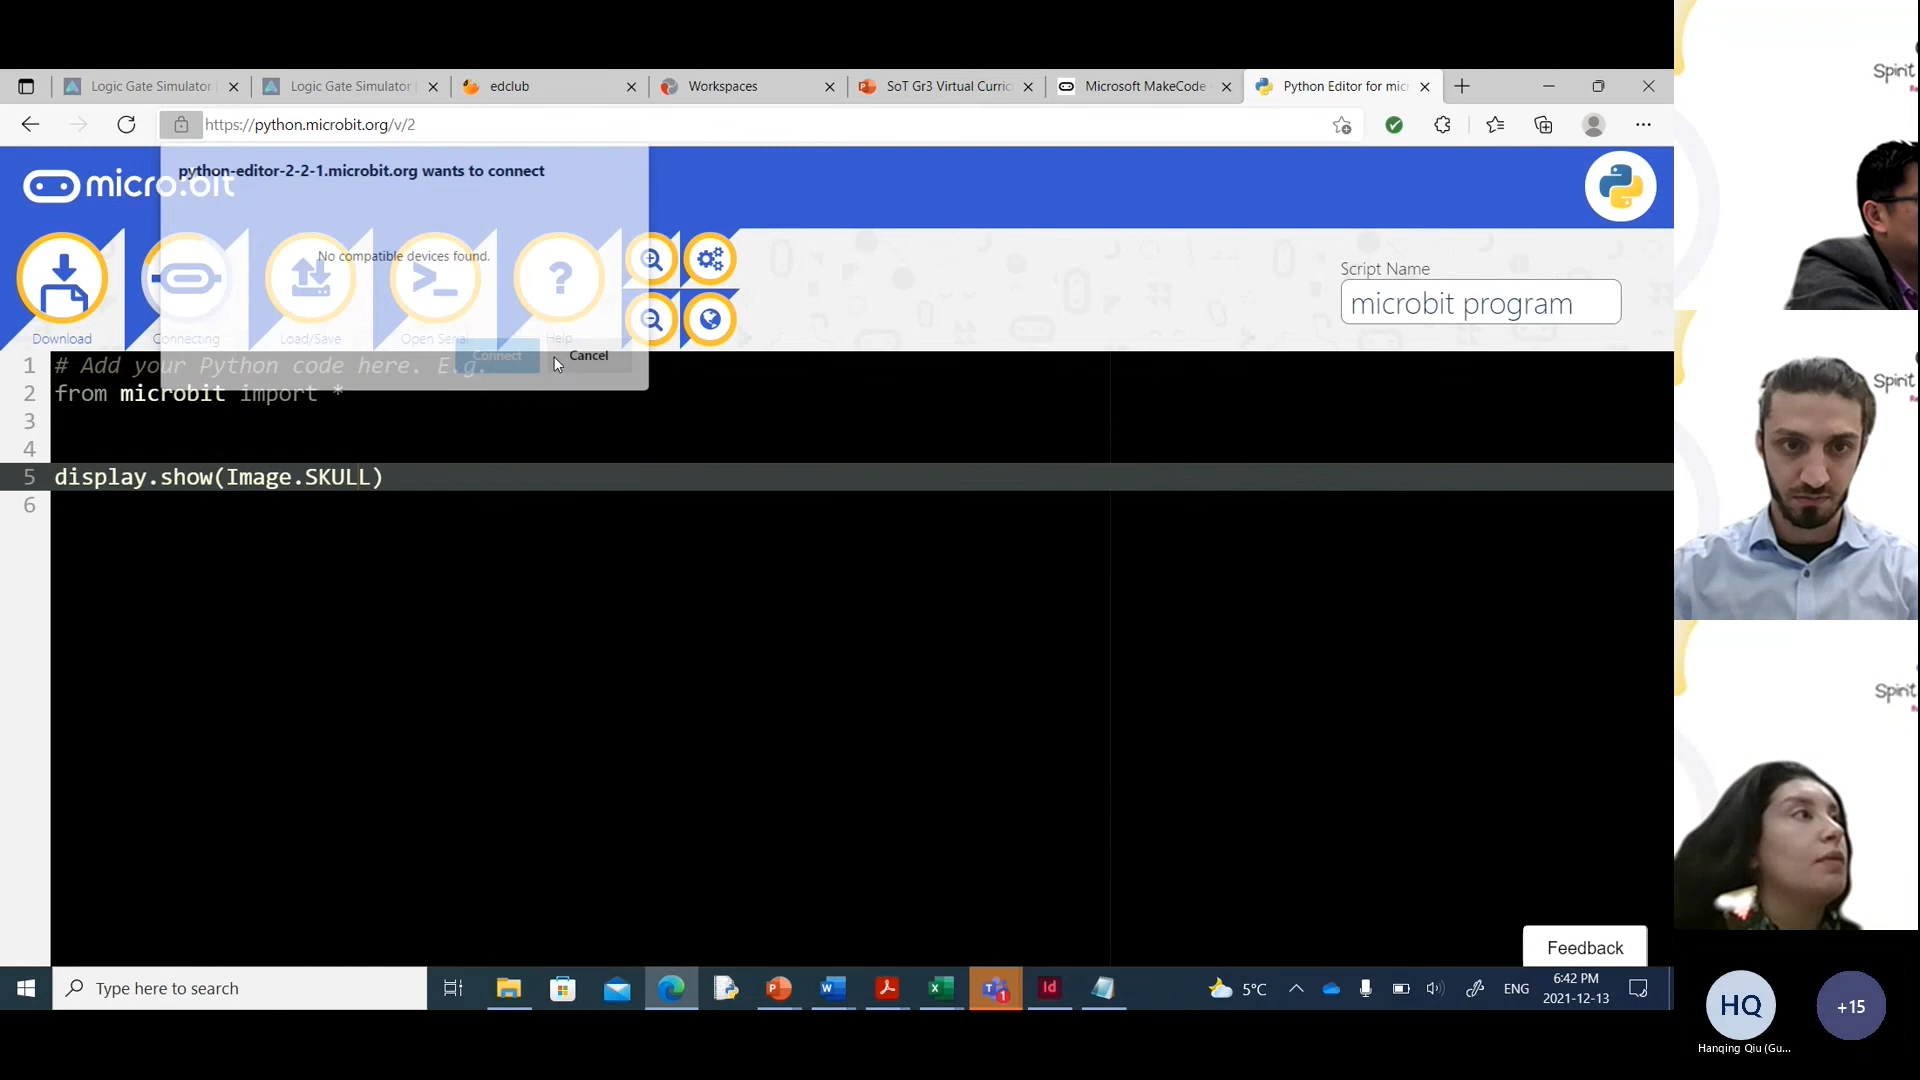 Logic Gate Simulator
Logic Gate Simulator
edclub
Workspaces
SoT Gr3 Virtual Curric
Microsoft MakeCode
Python Editor for mic
https://python.microbit.org/v/2
python-editor-2-2-1.microbit.org wants to connect
micro:bit
No compatible devices found.
Download
Connecting
Load/Save
Open Serial
Help
Connect
Cancel
Script Name
microbit program
1 # Add your Python code here. E.g.
2 from microbit import *
3
4
5 display.show(Image.SKULL)
6
Feedback
Type here to search
1
Id
5°C
ENG
6:42 PM
2021-12-13
Spirit
Spirit
Spirit
HQ
+15
Hanqing Qiu (Gu...